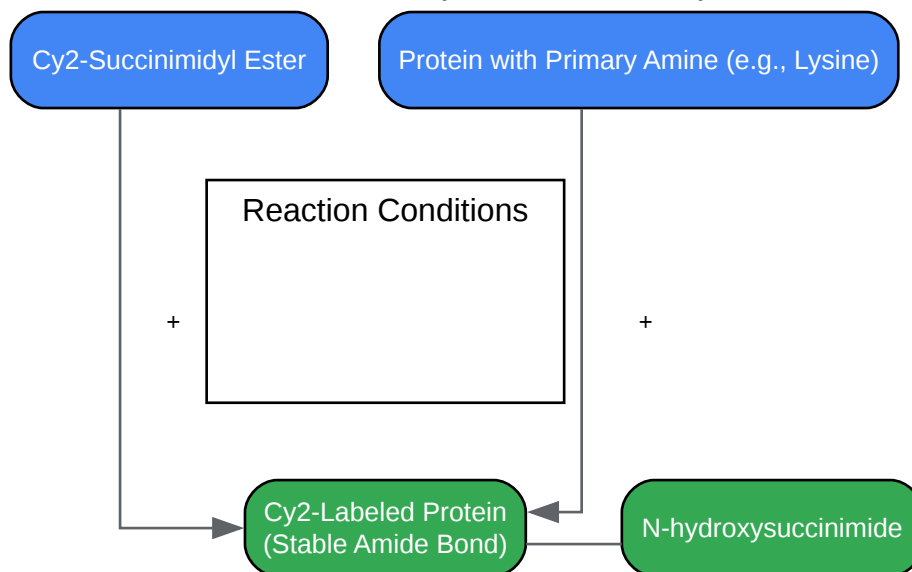 Cy2-Succinimidyl Ester
Protein with Primary Amine (e.g., Lysine)
Reaction Conditions
+
+
Cy2-Labeled Protein
(Stable Amide Bond)
N-hydroxysuccinimide